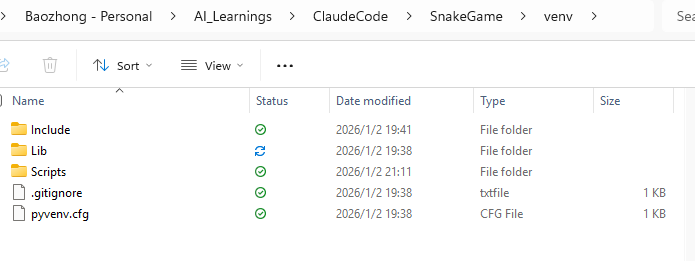 Baozhong - Personal > AI_Learnings > ClaudeCode > SnakeGame > venv > Sea
Sort View ...
Name Status Date modified Type Size
Include 2026/1/2 19:41 File folder
Lib 2026/1/2 19:38 File folder
Scripts 2026/1/2 21:11 File folder
.gitignore 2026/1/2 19:38 txtfile 1 KB
pyvenv.cfg 2026/1/2 19:38 CFG File 1 KB